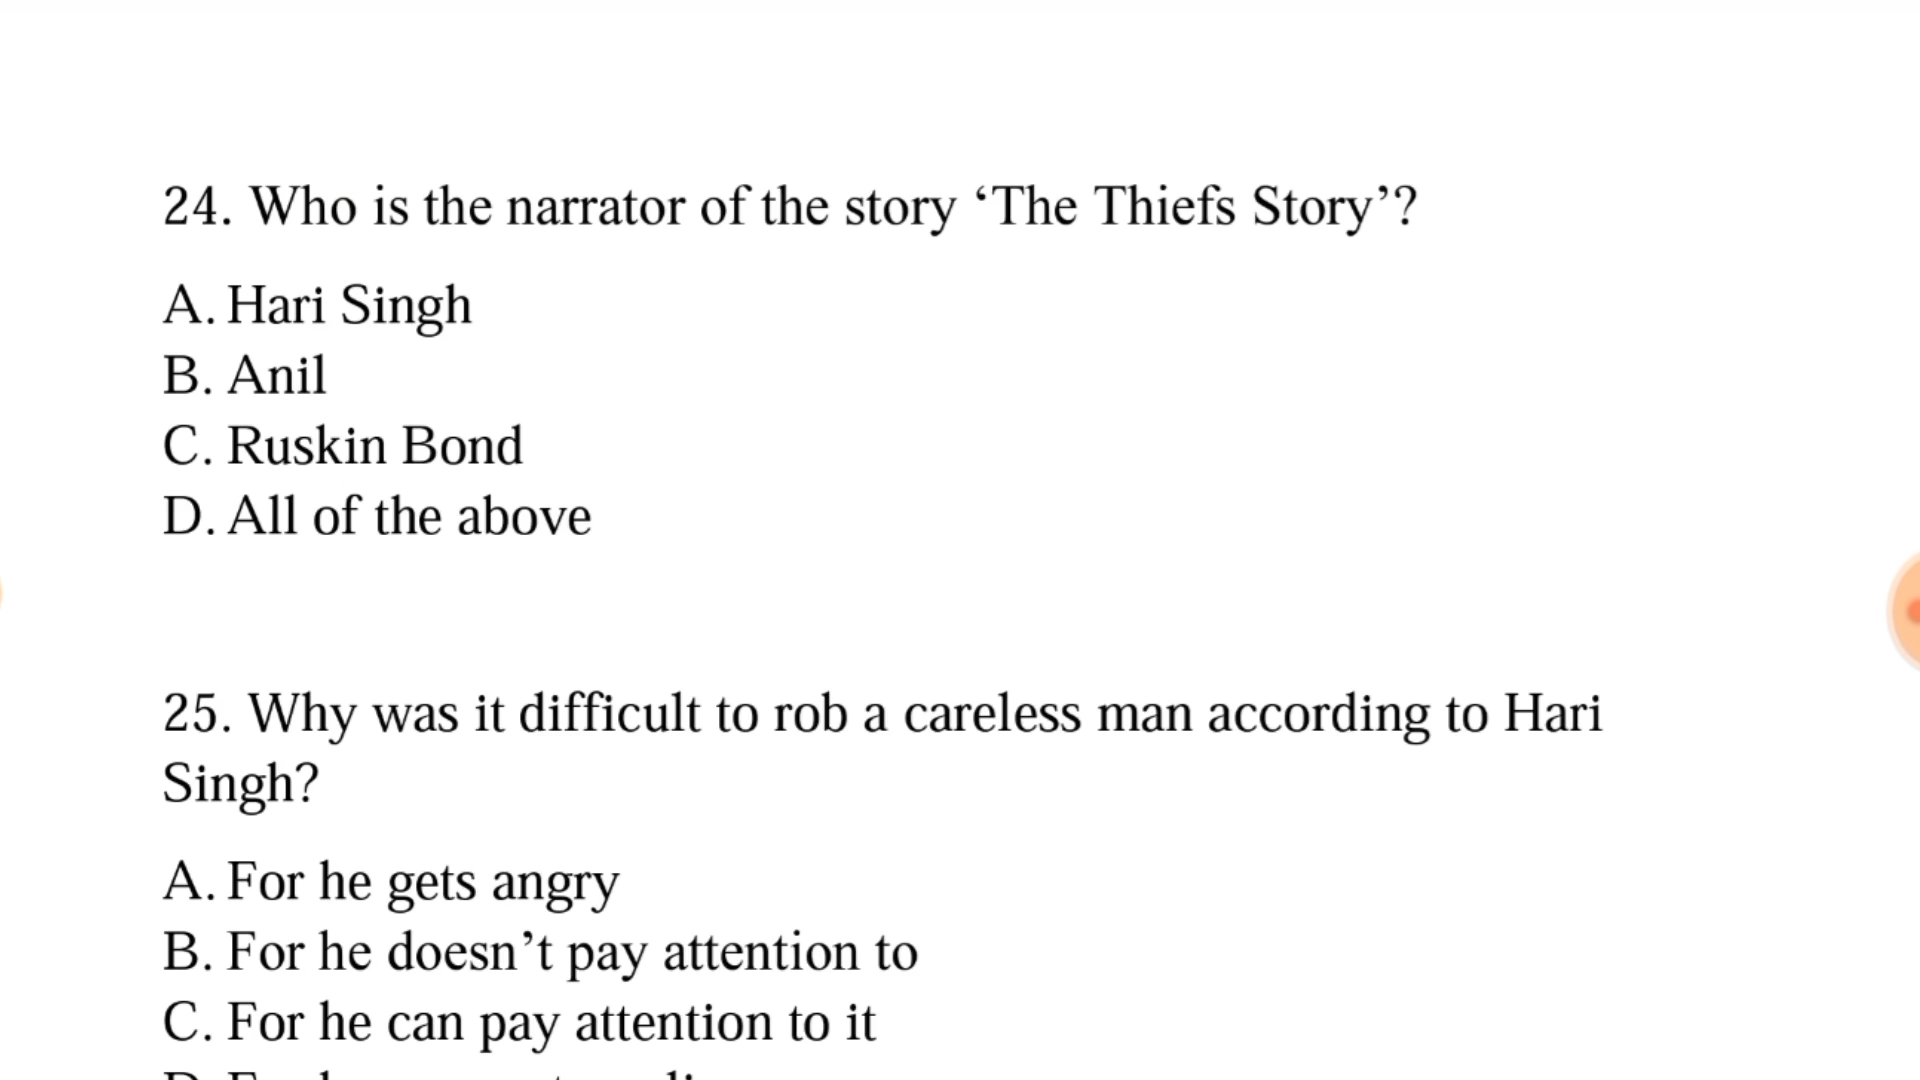 24. Who is the narrator of the story ‘The Thiefs Story’?
A. Hari Singh
B. Anil
C. Ruskin Bond
D. All of the above
25. Why was it difficult to rob a careless man according to Hari
Singh?
A. For he gets angry
B. For he doesn’t pay attention to
C. For he can pay attention to it